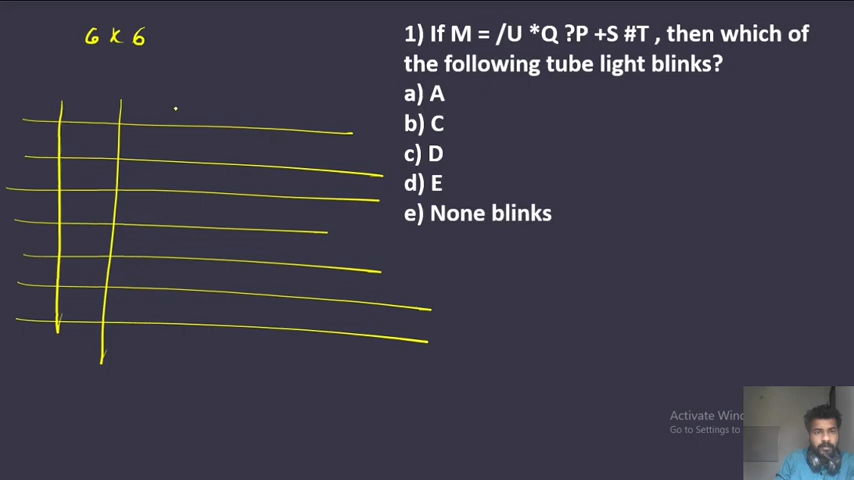 6 x 6
1) If M = /U *Q ?P +S #T , then which of
the following tube light blinks?
a) A
b) C
c) D
d) E
e) None blinks
Activate Wind
Go to Settings to